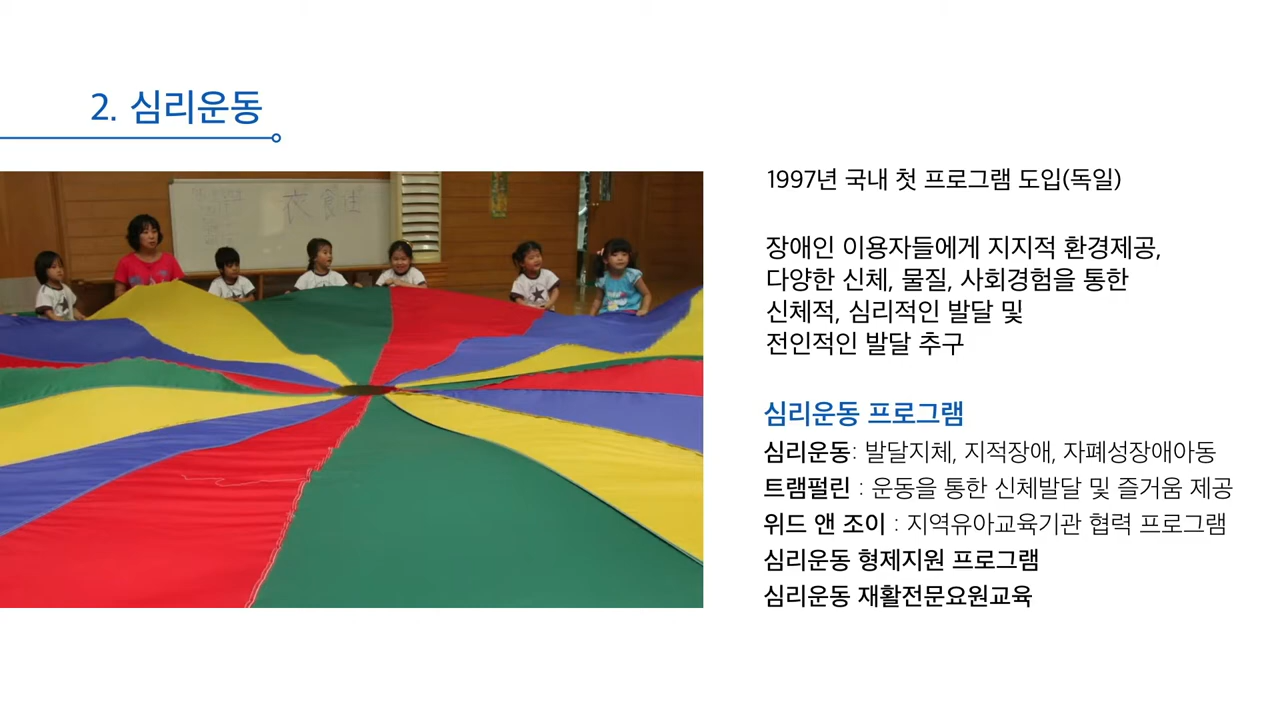 2. 심리운동
衣 食 住
1997년 국내 첫 프로그램 도입(독일)
장애인 이용자들에게 지지적 환경제공,
다양한 신체, 물질, 사회경험을 통한
신체적, 심리적인 발달 및
전인적인 발달 추구
심리운동 프로그램
심리운동: 발달지체, 지적장애, 자폐성장애아동
트램펄린 : 운동을 통한 신체발달 및 즐거움 제공
위드 앤 조이 : 지역유아교육기관 협력 프로그램
심리운동 형제지원 프로그램
심리운동 재활전문요원교육